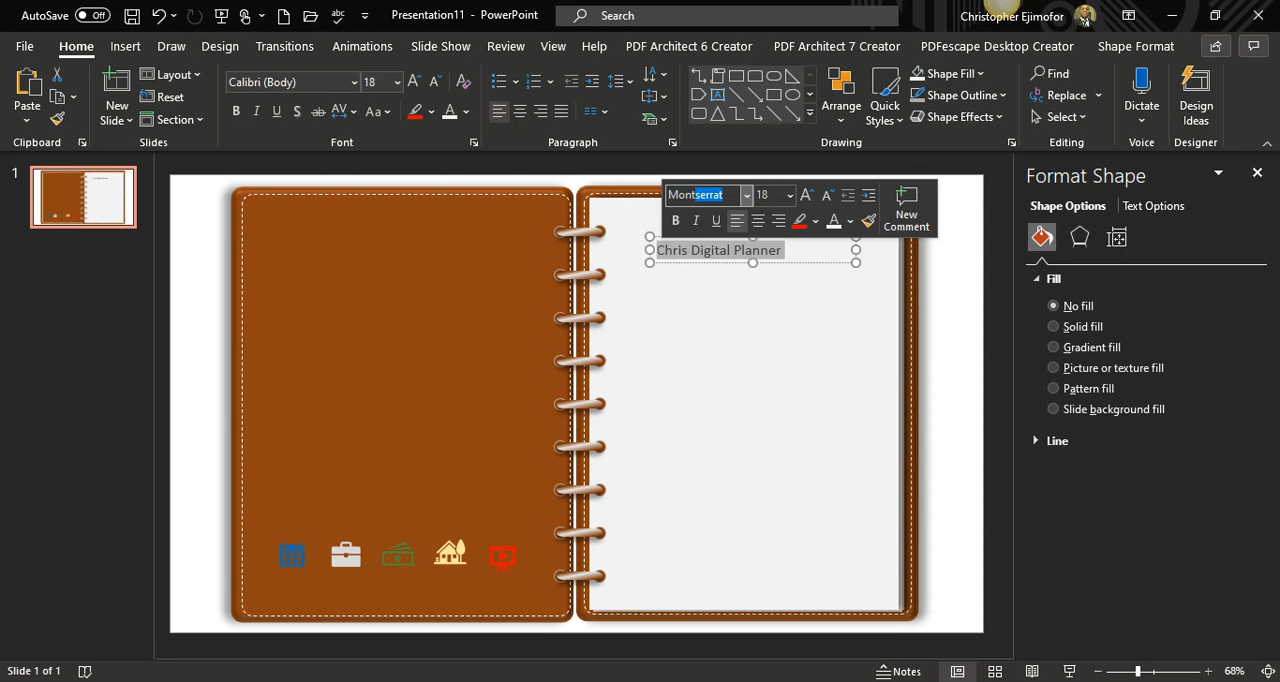 AutoSave Off Presentation11 - PowerPoint Search Christopher Ejimofor
File Home Insert Draw Design Transitions Animations Slide Show Review View Help PDF Architect 6 Creator PDF Architect 7 Creator PDFescape Desktop Creator Shape Format
Paste
Clipboard
New Slide
Layout
Reset
Section
Slides
Calibri (Body) 18
B I U S ab AV Aa A
Font
Paragraph
Arrange
Quick Styles
Shape Fill
Shape Outline
Shape Effects
Drawing
Find
Replace
Select
Editing
Dictate
Voice
Design Ideas
Designer
1
Montserrat 18
B I U A
New Comment
Chris Digital Planner
Format Shape
Shape Options Text Options
Fill
No fill
Solid fill
Gradient fill
Picture or texture fill
Pattern fill
Slide background fill
Line
Slide 1 of 1 Notes 68%